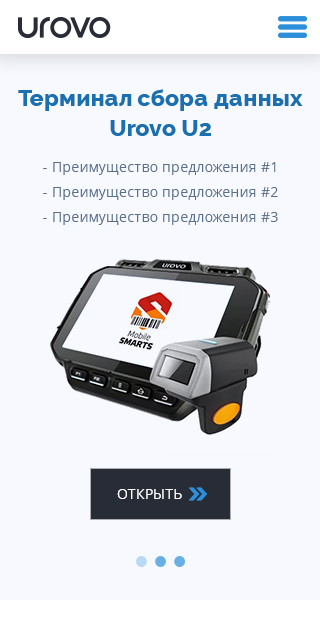 urovo
Терминал сбора данных
Urovo U2
- Преимущество предложения #1
- Преимущество предложения #2
- Преимущество предложения #3
urovo
Mobile
SMARTS
ОТКРЫТЬ